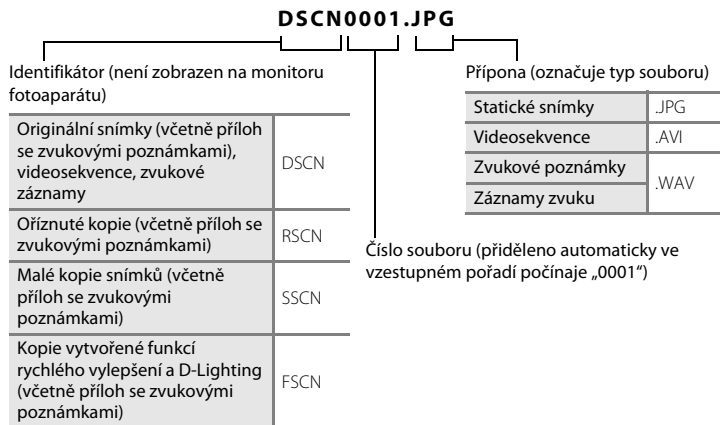 DSCN0001.JPG
Identifikátor (není zobrazen na monitoru
fotoaparátu)
Originální snímky (včetně příloh
se zvukovými poznámkami),
videosekvence, zvukové
záznamy
DSCN
Oříznuté kopie (včetně příloh se
zvukovými poznámkami)
RSCN
Malé kopie snímků (včetně
příloh se zvukovými
poznámkami)
SSCN
Kopie vytvořené funkcí
rychlého vylepšení a D-Lighting
(včetně příloh se zvukovými
poznámkami)
FSCN
Přípona (označuje typ souboru)
Statické snímky .JPG
Videosekvence .AVI
Zvukové poznámky
.WAV
Záznamy zvuku
Číslo souboru (přiděleno automaticky ve
vzestupném pořadí počínaje „0001“)